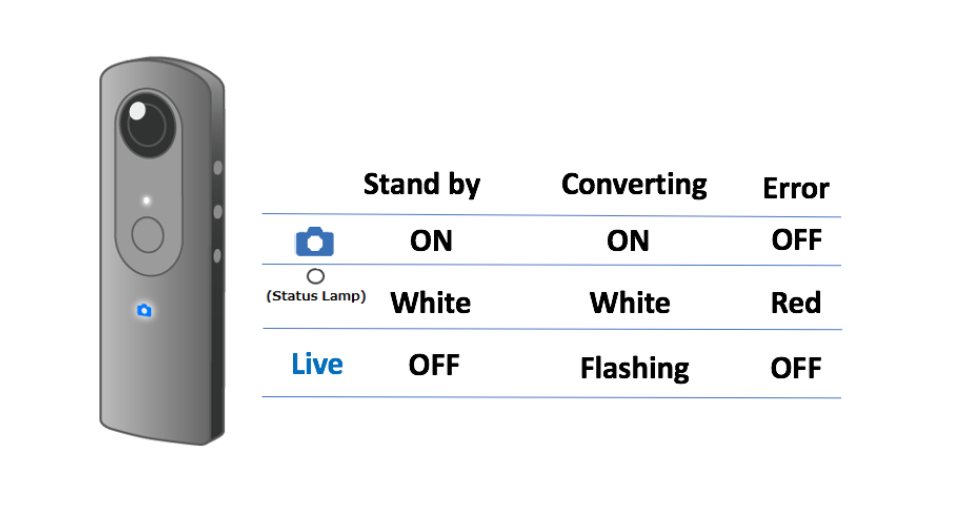 Stand by Converting Error
ON ON OFF
(Status Lamp) White White Red
Live OFF Flashing OFF